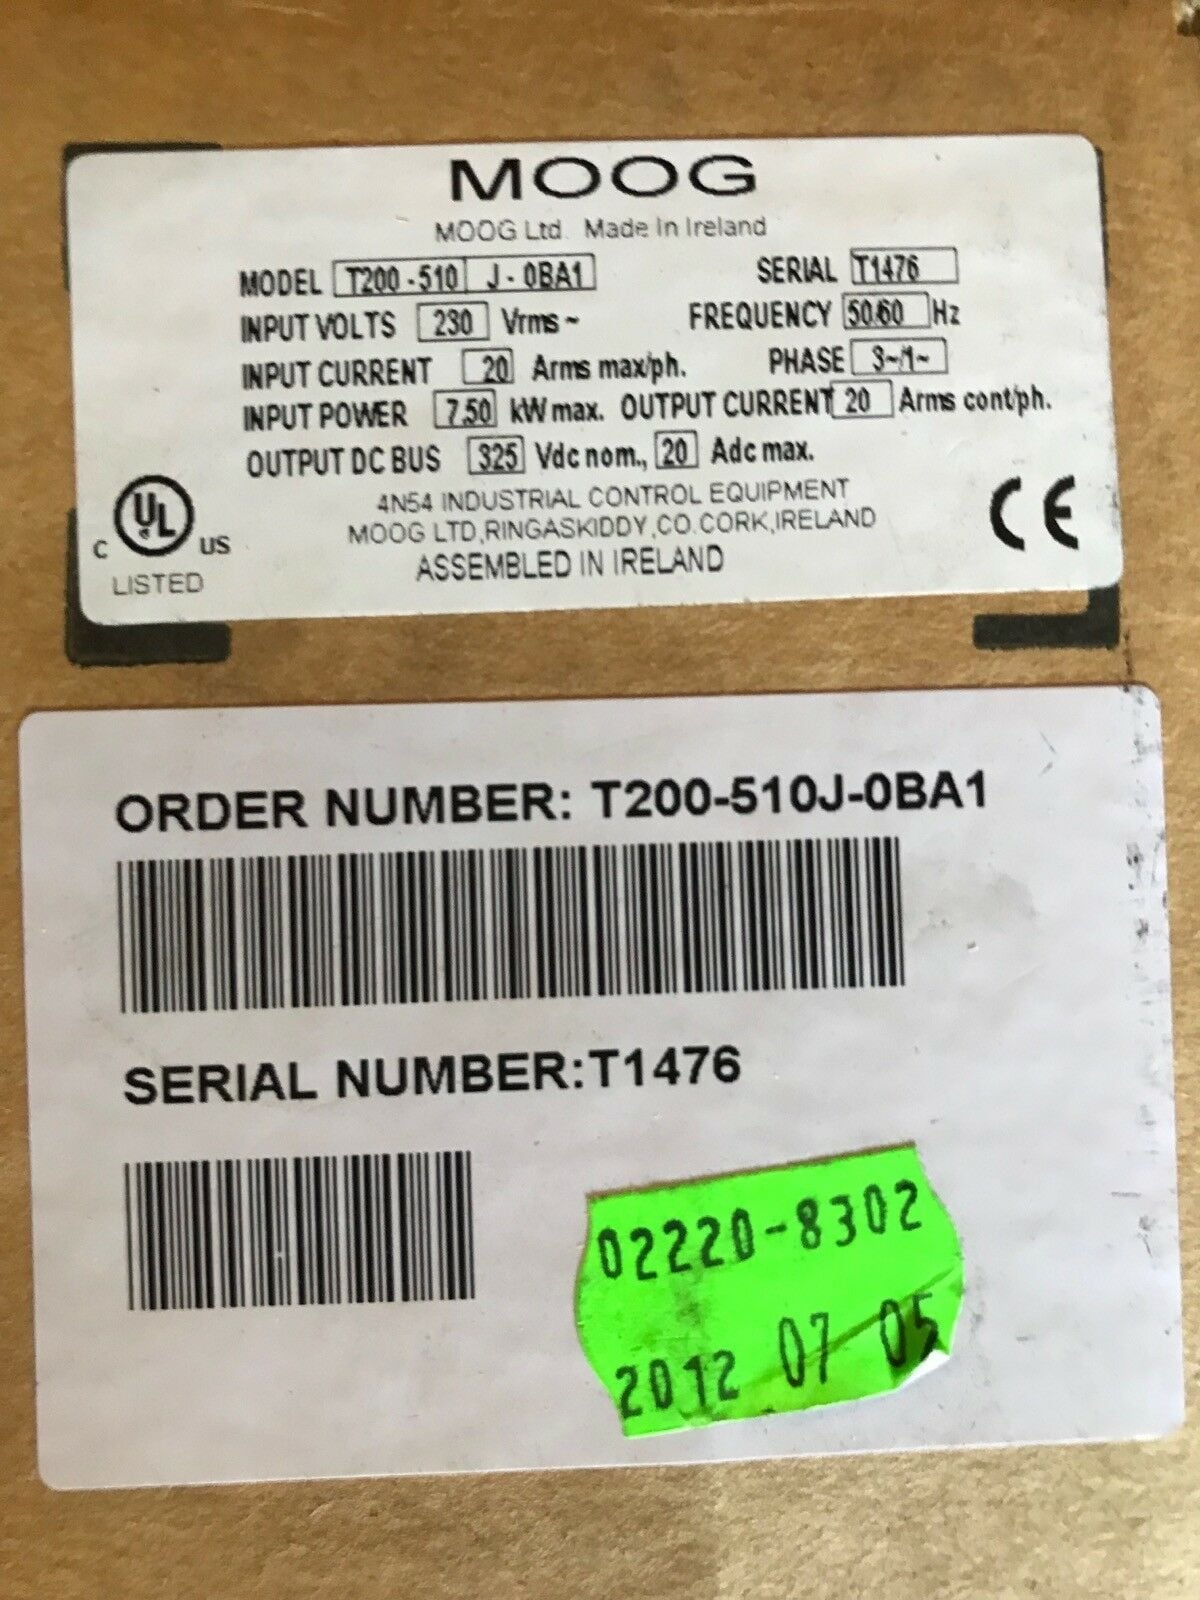 MOOG
MOOG Ltd. Made In Ireland
MODEL T200-510 J-0BA1 SERIAL T1476
INPUT VOLTS 230 Vrms~ FREQUENCY 50/60 Hz
INPUT CURRENT 20 Arms max/ph. PHASE 3~/1~
INPUT POWER 7.50 kW max. OUTPUT CURRENT 20 Arms cont/ph.
OUTPUT DC BUS 325 Vdc nom., 20 Adc max.
4N54 INDUSTRIAL CONTROL EQUIPMENT
MOOG LTD,RINGASKIDDY,CO.CORK,IRELAND
ASSEMBLED IN IRELAND
C UL US
LISTED
CE
ORDER NUMBER: T200-510J-0BA1
SERIAL NUMBER:T1476
02220-8302
2012 07 05